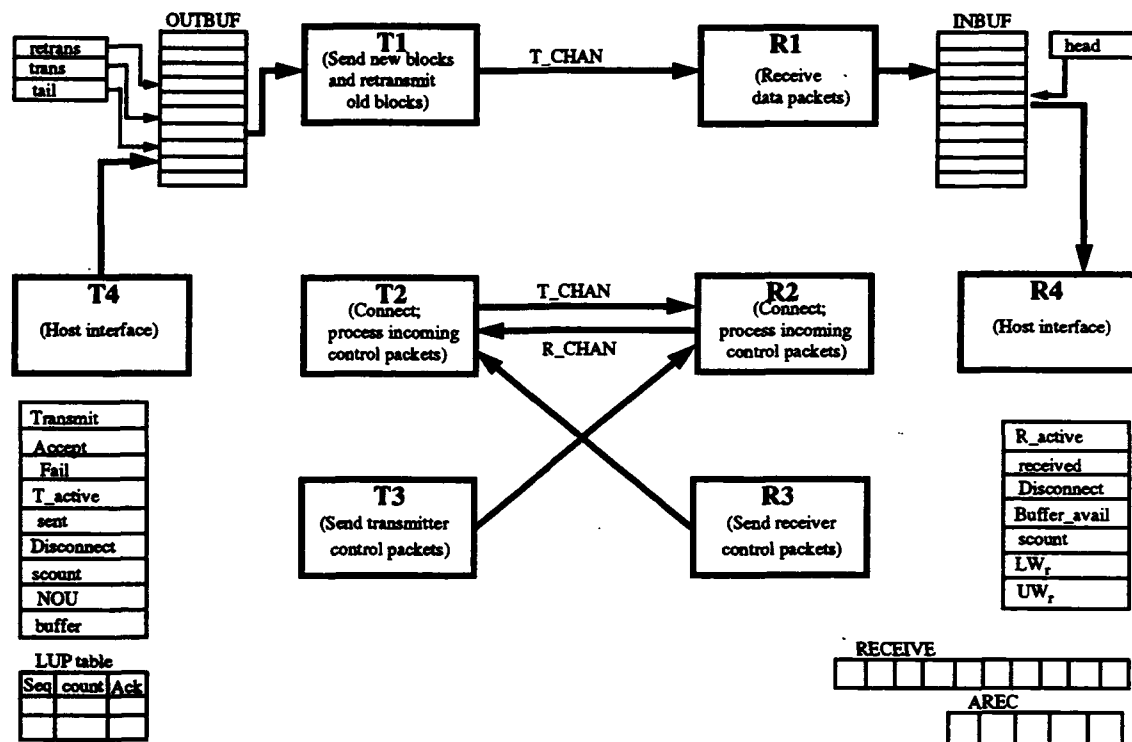 OUTBUF
retrans
trans
tail
T1
(Send new blocks
and retransmit
old blocks)
T_CHAN
R1
(Receive
data packets)
INBUF
head
T4
(Host interface)
T2
(Connect;
process incoming
control packets)
T_CHAN
R_CHAN
R2
(Connect;
process incoming
control packets)
R4
(Host interface)
T3
(Send transmitter
control packets)
R3
(Send receiver
control packets)
Transmit
Accept
Fail
T_active
sent
Disconnect
scount
NOU
buffer
R_active
received
Disconnect
Buffer_avail
scount
LWr
UWr
LUP table
Seq count Ack
RECEIVE
AREC